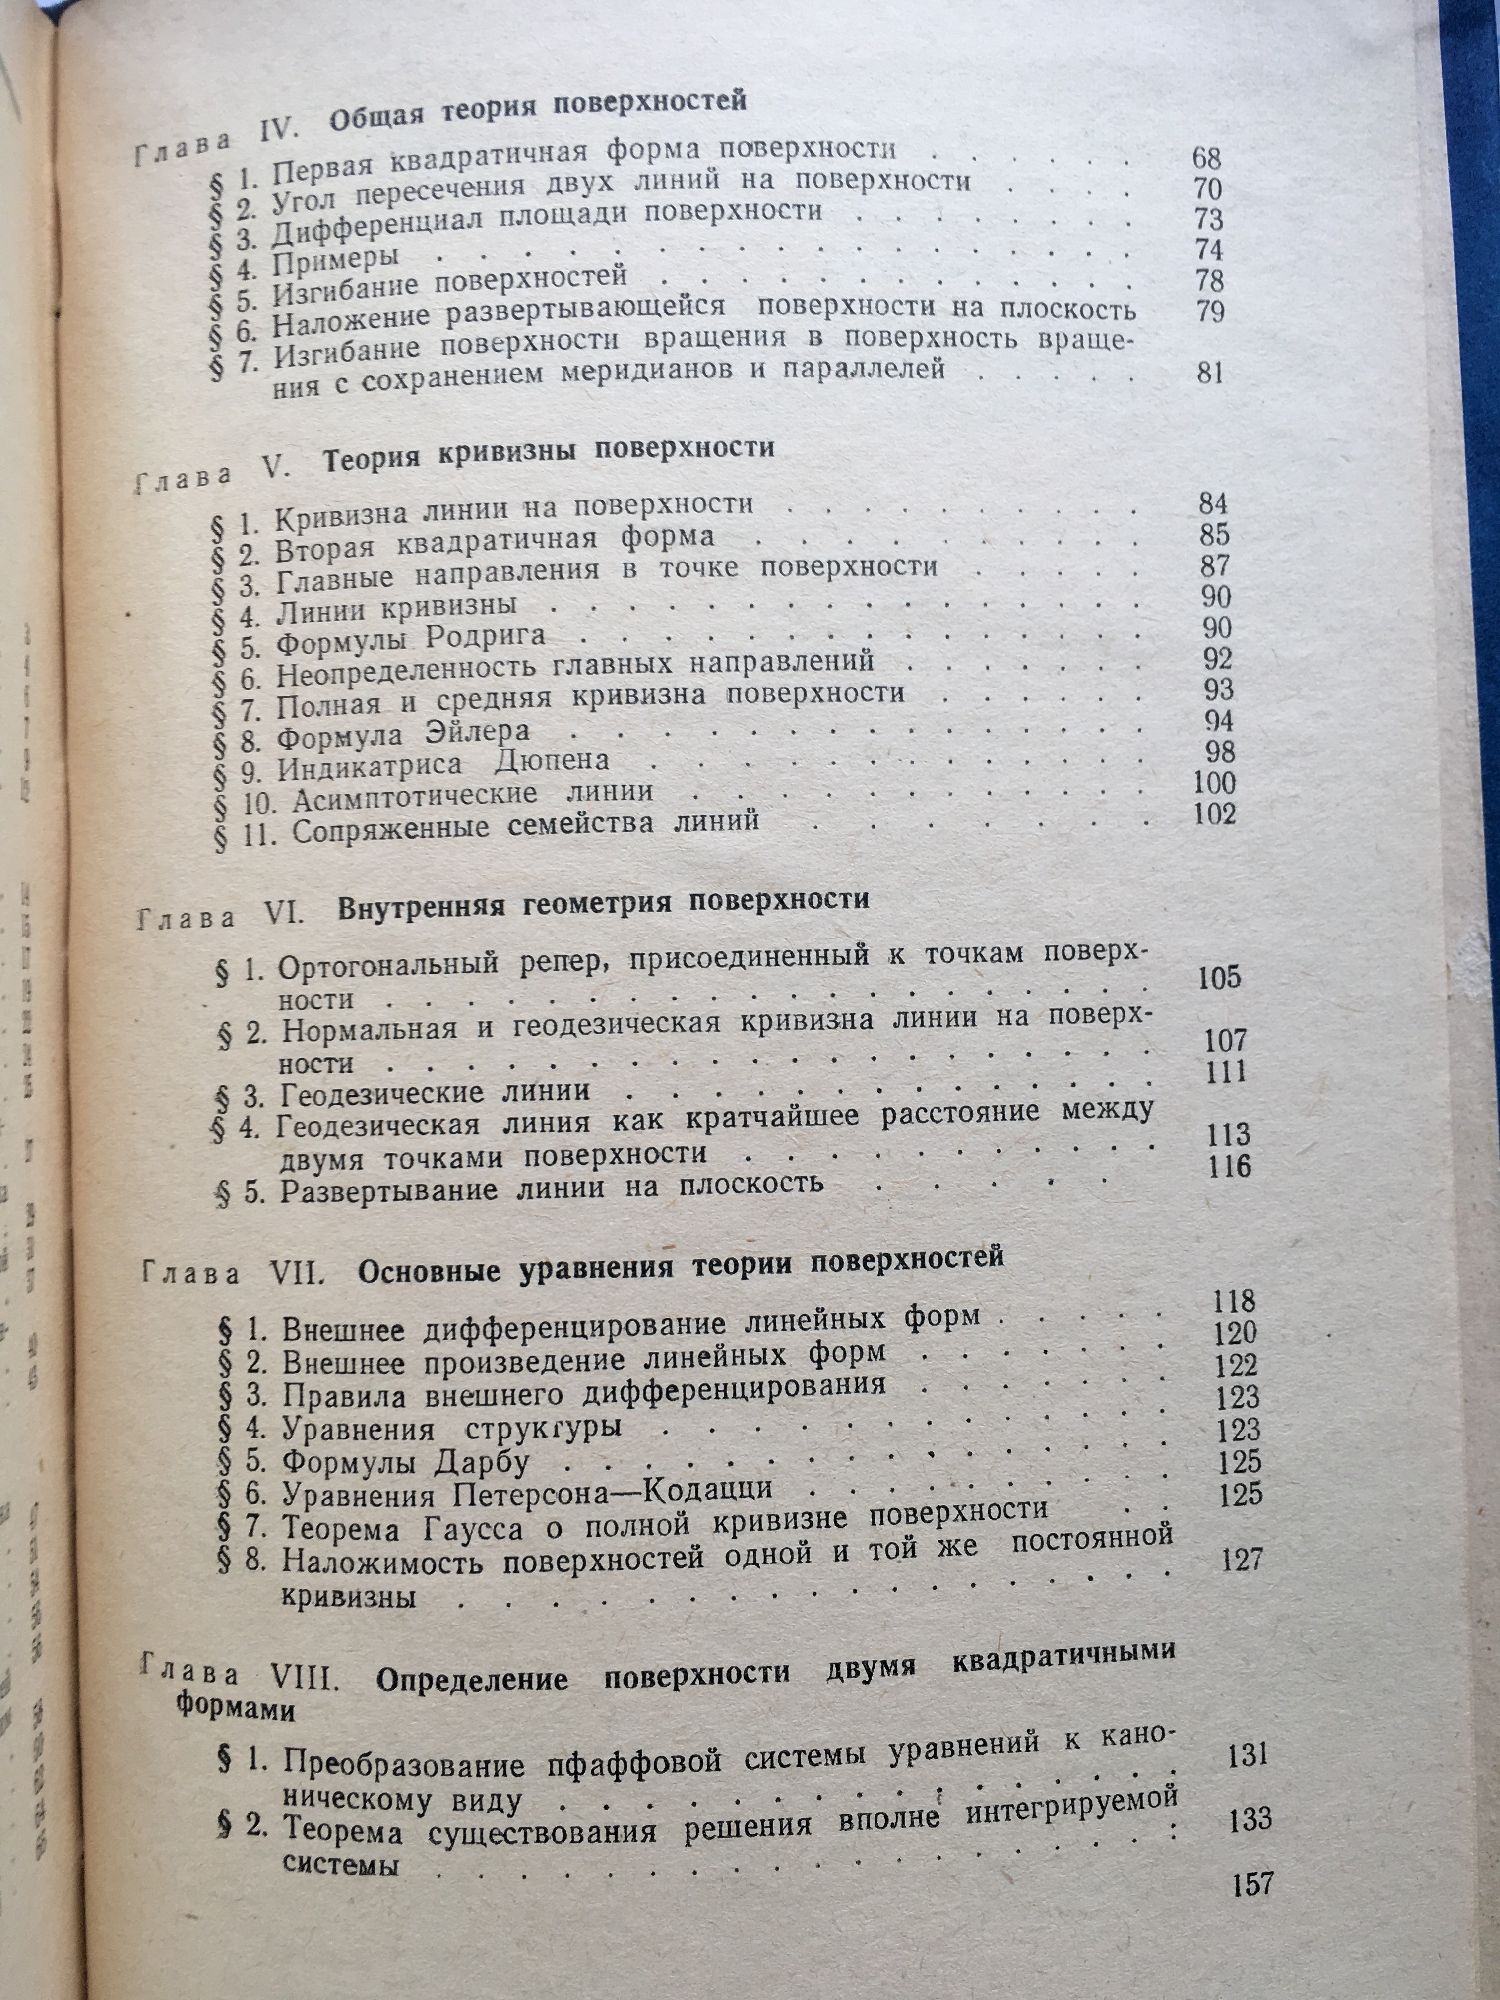 Глава IV. Общая теория поверхностей
§ 1. Первая квадратичная форма поверхности . . . . . . 68
§ 2. Угол пересечения двух линий на поверхности . . . . 70
§ 3. Дифференциал площади поверхности . . . . . . . . 73
§ 4. Примеры . . . . . . . . . . . . . . . . 74
§ 5. Изгибание поверхностей . . . . . . . . . . . . 78
§ 6. Наложение развертывающейся поверхности на плоскость 79
§ 7. Изгибание поверхности вращения в поверхность враще-
ния с сохранением меридианов и параллелей . . . . . 81
Глава V. Теория кривизны поверхности
§ 1. Кривизна линии на поверхности . . . . . . . . . 84
§ 2. Вторая квадратичная форма . . . . . . . . . 85
§ 3. Главные направления в точке поверхности . . . . . 87
§ 4. Линии кривизны . . . . . . . . . . . . . . . 90
§ 5. Формулы Родрига . . . . . . . . . . . . . . 90
§ 6. Неопределенность главных направлений . . . . . . . 92
§ 7. Полная и средняя кривизна поверхности . . . . . . 93
§ 8. Формула Эйлера . . . . . . . . . . . . . . 94
§ 9. Индикатриса Дюпена . . . . . . . . . . . . 98
§ 10. Асимптотические линии . . . . . . . . . . . 100
§ 11. Сопряженные семейства линий . . . . . . . 102
Глава VI. Внутренняя геометрия поверхности
§ 1. Ортогональный репер, присоединенный к точкам поверх-
ности . . . . . . . . . . . . . . . . . . 105
§ 2. Нормальная и геодезическая кривизна линии на поверх-
ности . . . . . . . . . . . . . . . . . . 107
§ 3. Геодезические линии . . . . . . . . . . . . . 111
§ 4. Геодезическая линия как кратчайшее расстояние между
двумя точками поверхности . . . . . . . . . . 113
§ 5. Развертывание линии на плоскость . . . . . 116
Глава VII. Основные уравнения теории поверхностей
§ 1. Внешнее дифференцирование линейных форм . . . . . 118
§ 2. Внешнее произведение линейных форм . . . . . . . 120
§ 3. Правила внешнего дифференцирования . . . . . . . 122
§ 4. Уравнения структуры . . . . . . . . . . . . 123
§ 5. Формулы Дарбу . . . . . . . . . . . . . . 123
§ 6. Уравнения Петерсона—Кодацци . . . . . . . . . 125
§ 7. Теорема Гаусса о полной кривизне поверхности . . 125
§ 8. Наложимость поверхностей одной и той же постоянной
кривизны . . . . . . . . . . . . . . . . . 127
Глава VIII. Определение поверхности двумя квадратичными
формами
§ 1. Преобразование пфаффовой системы уравнений к кано-
ническому виду . . . . . . . . . . . . . . . 131
§ 2. Теорема существования решения вполне интегрируемой
системы . . . . . . . . . . . . . . . . . . 133
157